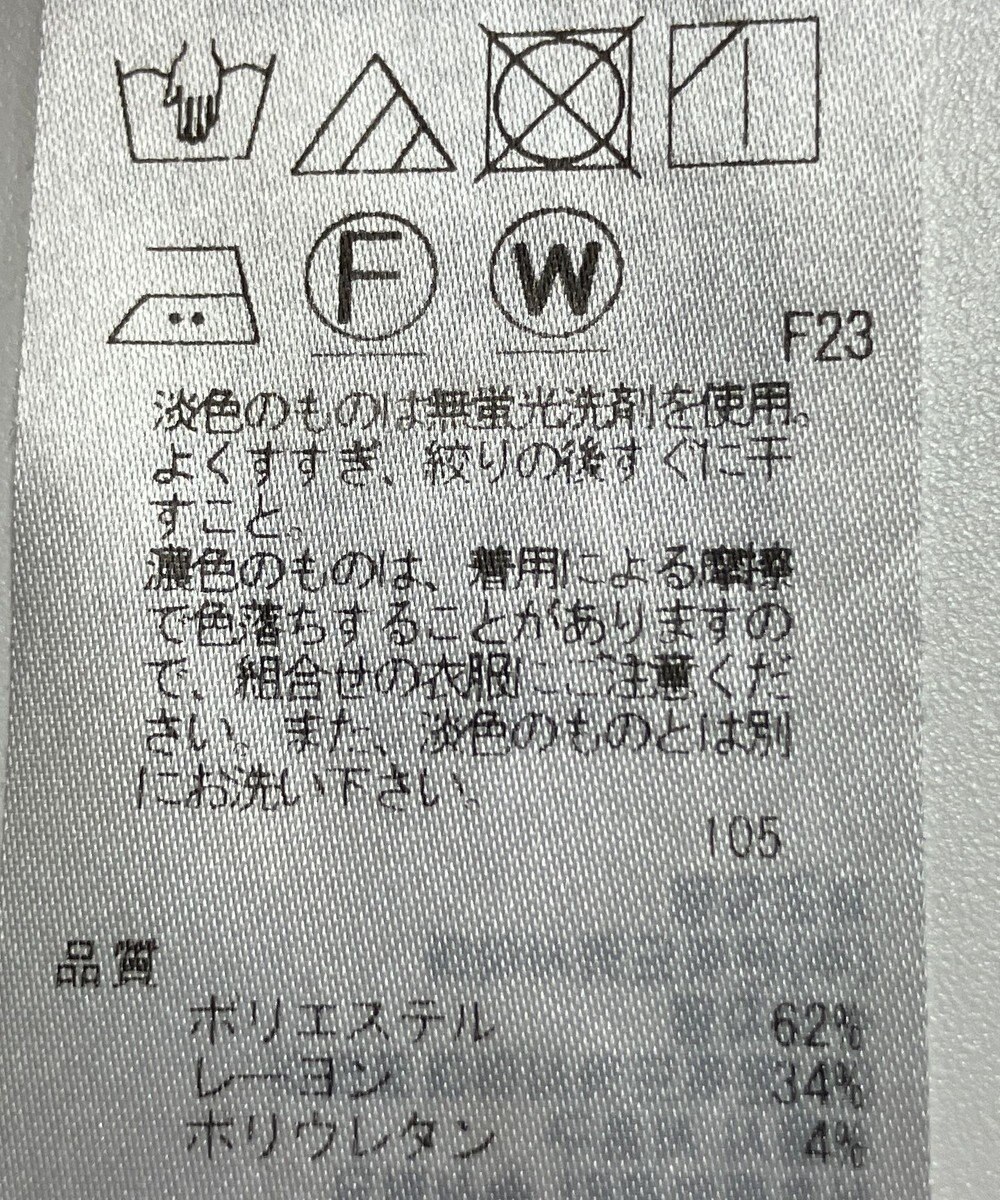 F W
F23
淡色のものは無蛍光洗剤を使用。
よくすすぎ、絞りの後すぐに干
すこと。
濃色のものは、着用による摩擦
で色落ちすることがありますの
で、組合せの衣服にご注意くだ
さい。また、淡色のものとは別
にお洗い下さい。
105
品質
ポリエステル 62%
レーヨン 34%
ポリウレタン 4%